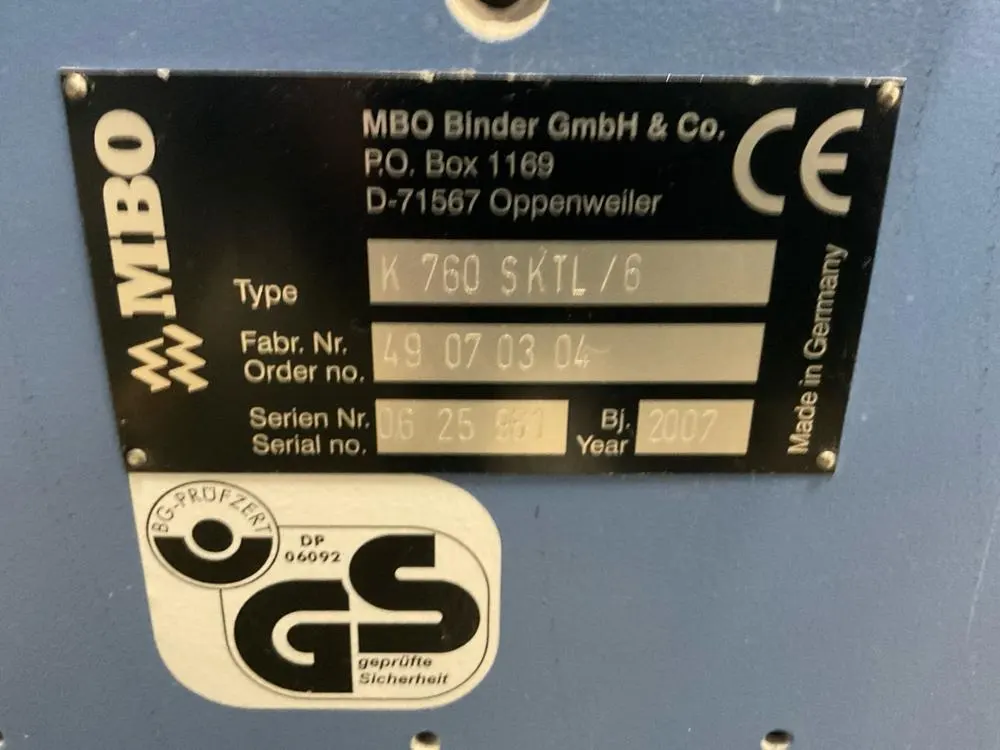 MBO
MBO Binder GmbH & Co.
P.O. Box 1169
D-71567 Oppenweiler
CE
Type K 760 SKTL/6
Fabr. Nr.
Order no. 49 07 03 04
Serien Nr.
Serial no. 06 25
Bj.
Year 2007
Made in Germany
BG-PRÜFZERT
DP
06092
GS
geprüfte
Sicherheit